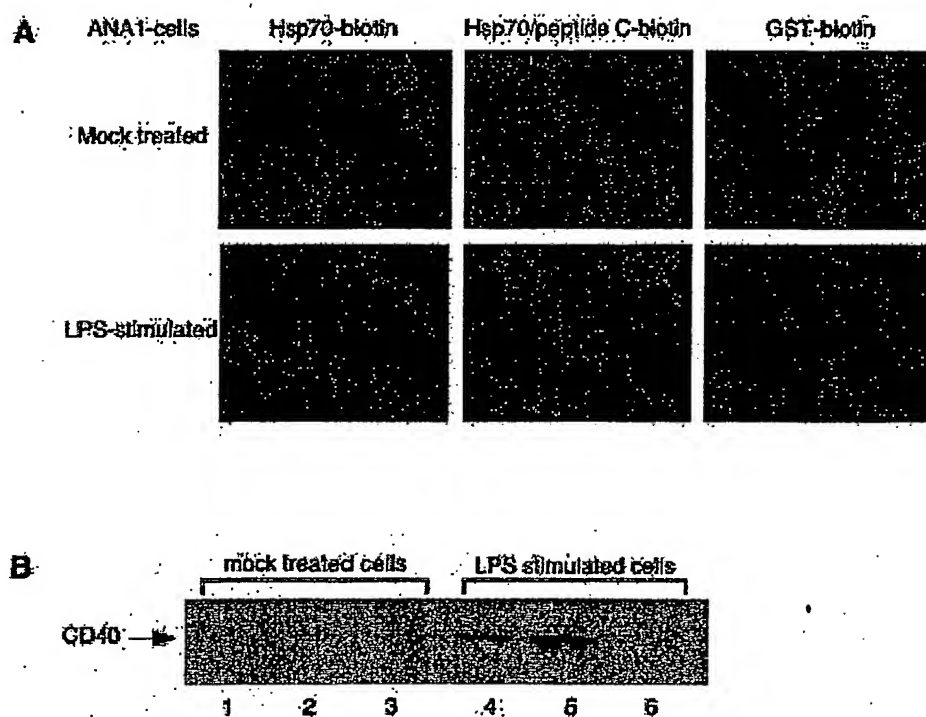 A ANA1-cells Hsp70-biotin Hsp70/peptide C-biotin GST-biotin
Mock treated
LPS-stimulated
B mock treated cells LPS stimulated cells
CD40
1 2 3 4 5 6